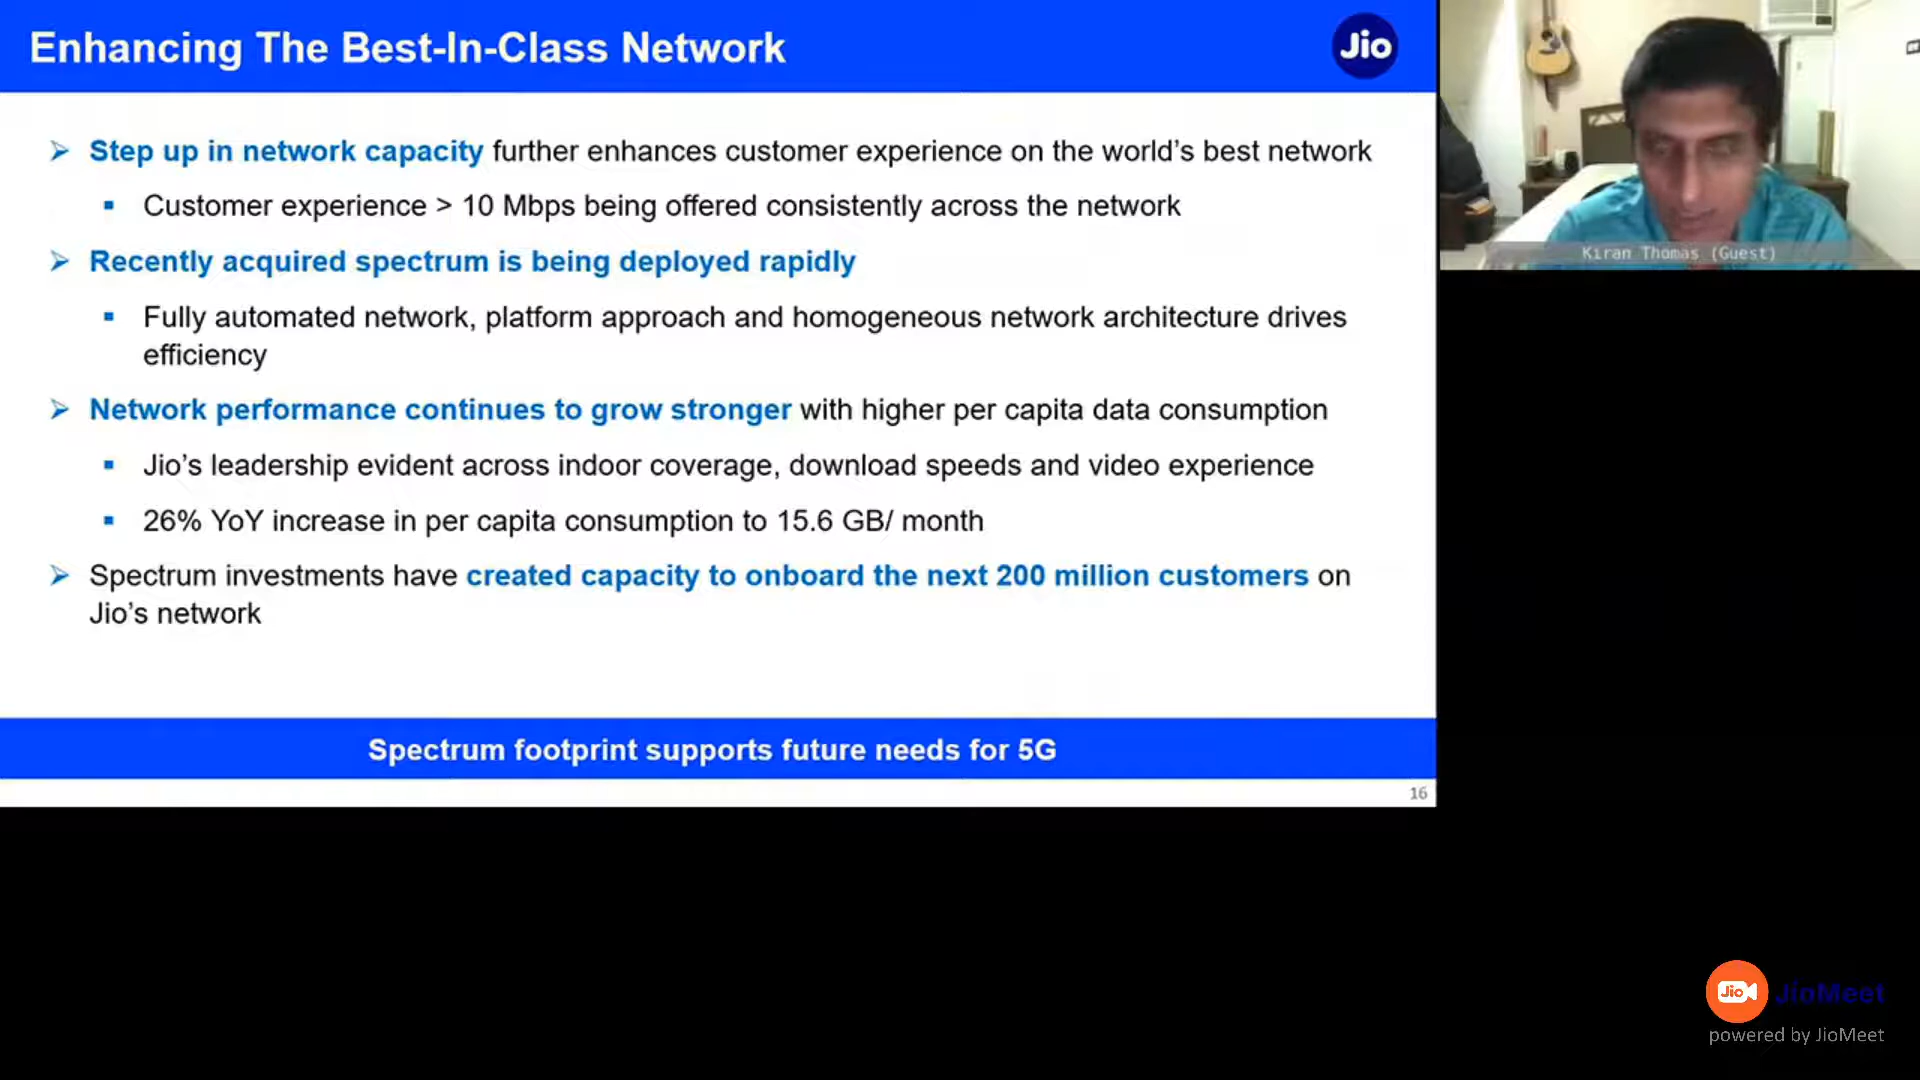 Enhancing The Best-In-Class Network
Jio
Step up in network capacity further enhances customer experience on the world's best network
Customer experience > 10 Mbps being offered consistently across the network
Recently acquired spectrum is being deployed rapidly
Fully automated network, platform approach and homogeneous network architecture drives
efficiency
Network performance continues to grow stronger with higher per capita data consumption
Jio's leadership evident across indoor coverage, download speeds and video experience
26% YoY increase in per capita consumption to 15.6 GB/ month
Spectrum investments have created capacity to onboard the next 200 million customers on
Jio's network
Spectrum footprint supports future needs for 5G
16
Kiran Thomas (Guest)
Jio JioMeet
powered by JioMeet